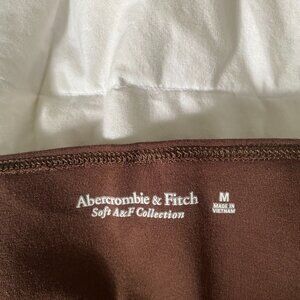 Abercrombie & Fitch
Soft A&F Collection
M
MADE IN
VIETNAM